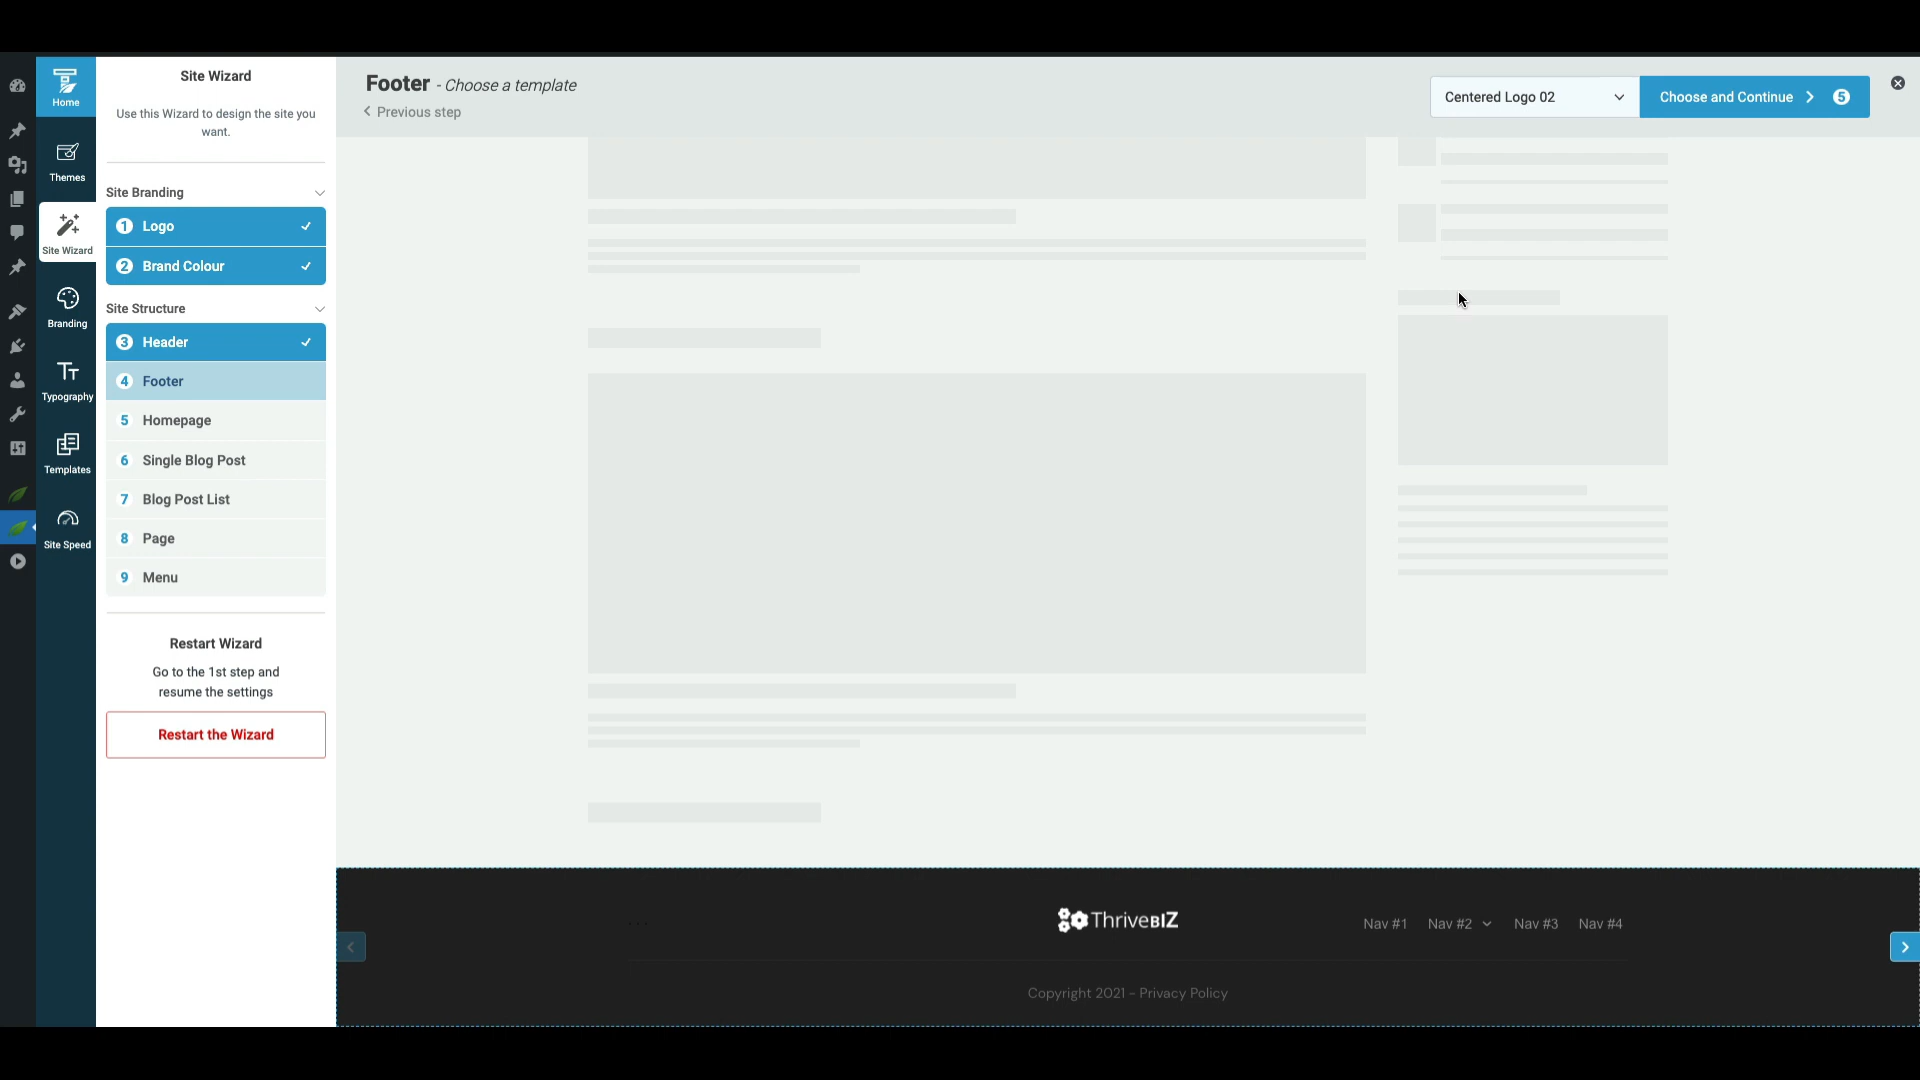 Home
Themes
Site Wizard
Branding
Typography
Templates
Site Speed
Site Wizard
Use this Wizard to design the site you
want.
Site Branding
1 Logo
2 Brand Colour
Site Structure
3 Header
4 Footer
5 Homepage
6 Single Blog Post
7 Blog Post List
8 Page
9 Menu
Restart Wizard
Go to the 1st step and
resume the settings
Restart the Wizard
Footer - Choose a template
Previous step
Centered Logo 02
Choose and Continue 5
ThriveBIZ
Nav #1 Nav #2 Nav #3 Nav #4
Copyright 2021 - Privacy Policy